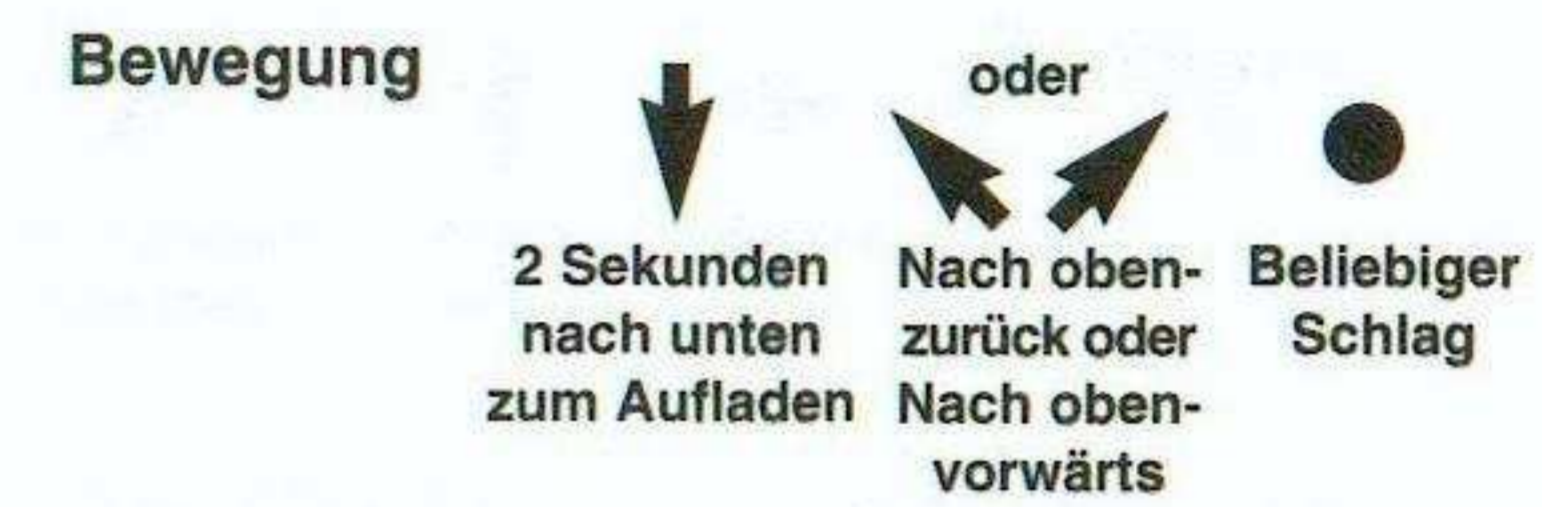 Bewegung
oder
2 Sekunden
nach unten
zum Aufladen
Nach oben-
zurück oder
Nach oben-
vorwärts
Beliebiger
Schlag